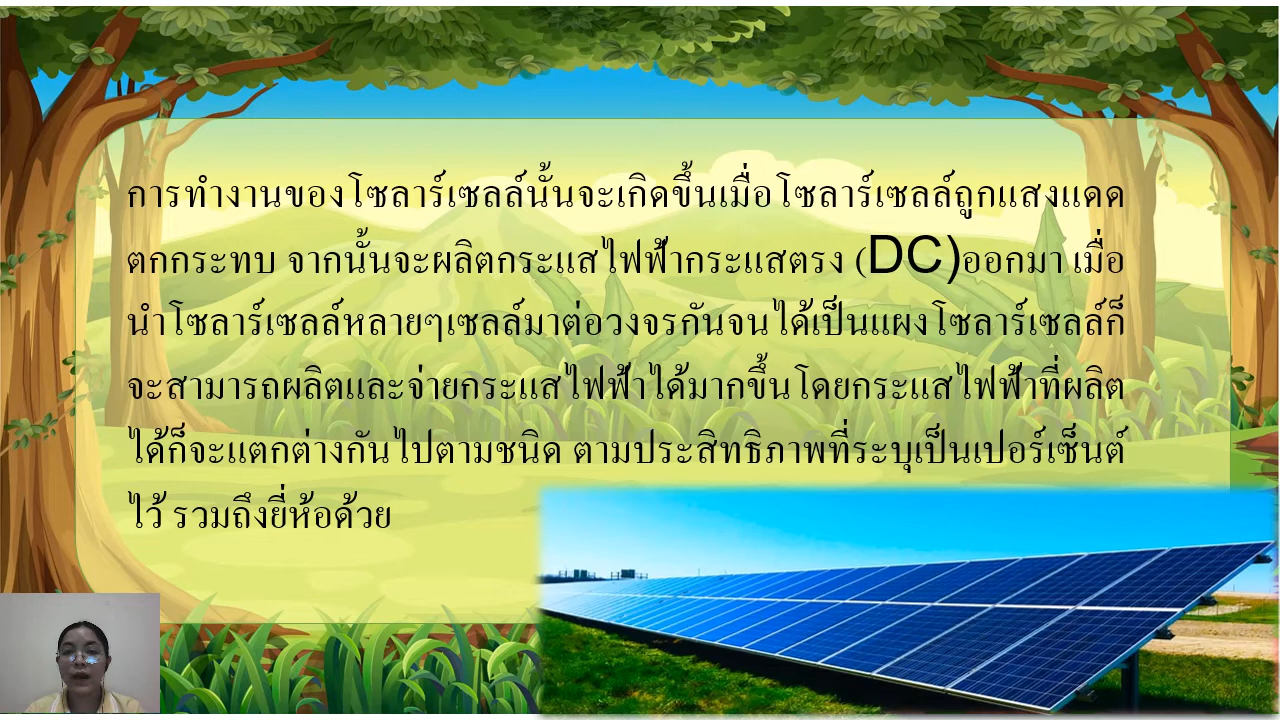 การทำงานของโซลาร์เซลล์นั้นจะเกิดขึ้นเมื่อโซลาร์เซลล์ถูกแสงแดด
ตกกระทบ จากนั้นจะผลิตกระแสไฟฟ้ากระแสตรง (DC)ออกมา เมื่อ
นำโซลาร์เซลล์หลายๆเซลล์มาต่อวงจรกันจนได้เป็นแผงโซลาร์เซลล์ก็
จะสามารถผลิตและจ่ายกระแสไฟฟ้าได้มากขึ้นโดยกระแสไฟฟ้าที่ผลิต
ได้ก็จะแตกต่างกันไปตามชนิด ตามประสิทธิภาพที่ระบุเป็นเปอร์เซ็นต์
ไว้ รวมถึงยี่ห้อด้วย